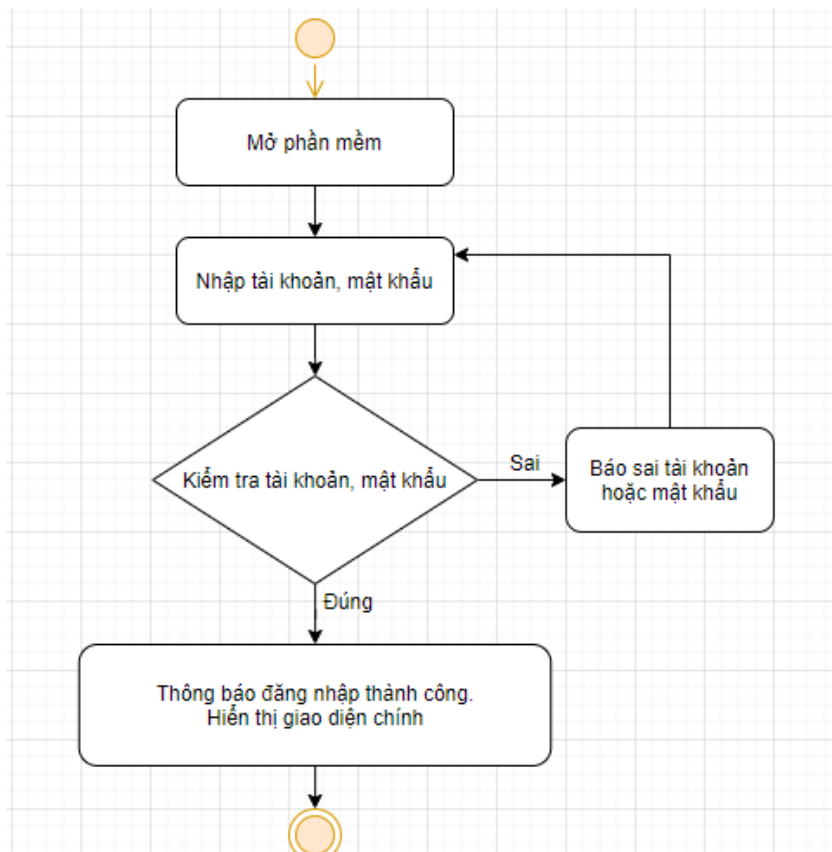 Mở phần mềm
Nhập tài khoản, mật khẩu
Kiểm tra tài khoản, mật khẩu
Sai
Báo sai tài khoản
hoặc mật khẩu
Đúng
Thông báo đăng nhập thành công.
Hiển thị giao diện chính